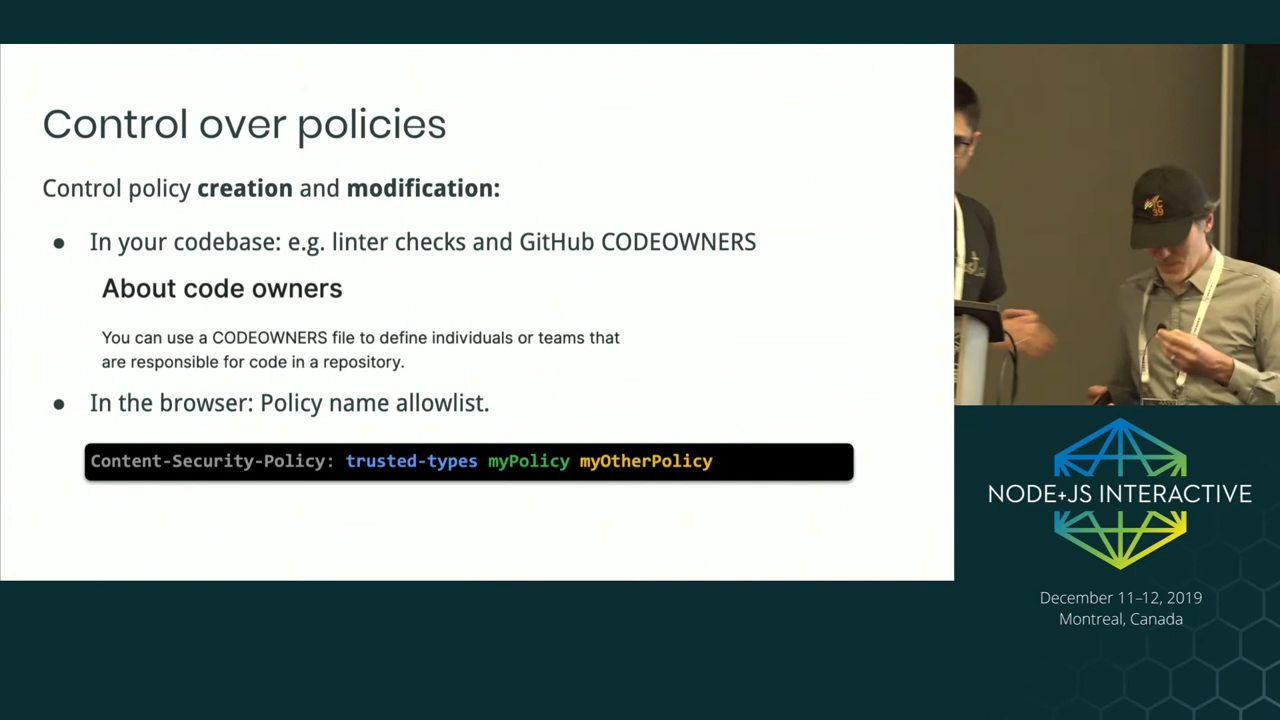 Control over policies
Control policy creation and modification:
● In your codebase: e.g. linter checks and GitHub CODEOWNERS
About code owners
You can use a CODEOWNERS file to define individuals or teams that
are responsible for code in a repository.
● In the browser: Policy name allowlist.
Content-Security-Policy: trusted-types myPolicy myOtherPolicy
TC
39
NODE+JS INTERACTIVE
December 11–12, 2019
Montreal, Canada